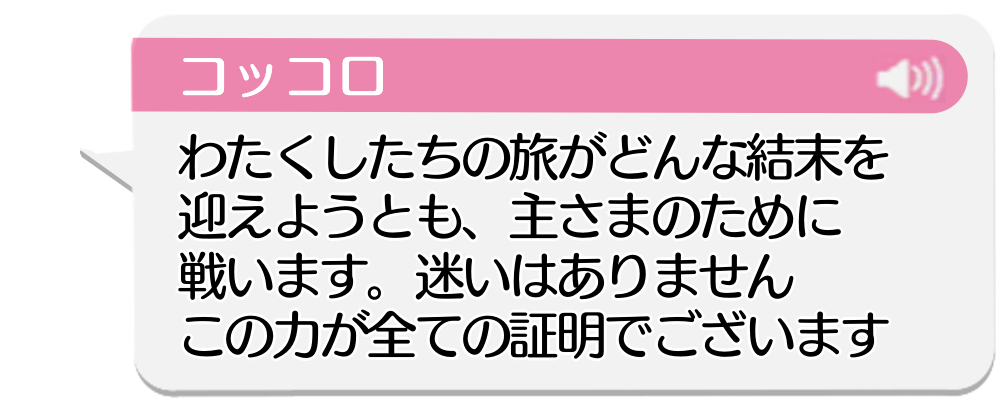 コッコロ
わたくしたちの旅がどんな結末を
迎えようとも、主さまのために
戦います。迷いはありません
この力が全ての証明でございます